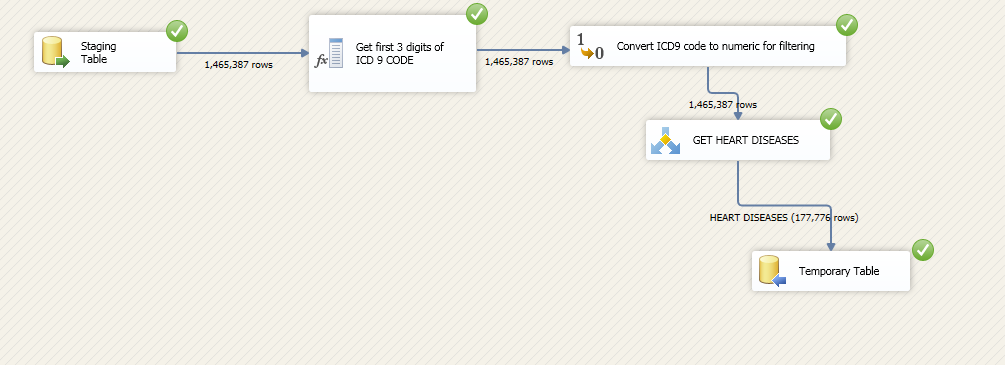 Staging
Table
1,465,387 rows
fx
Get first 3 digits of
ICD 9 CODE
1,465,387 rows
1
0
Convert ICD9 code to numeric for filtering
1,465,387 rows
GET HEART DISEASES
HEART DISEASES (177,776 rows)
Temporary Table